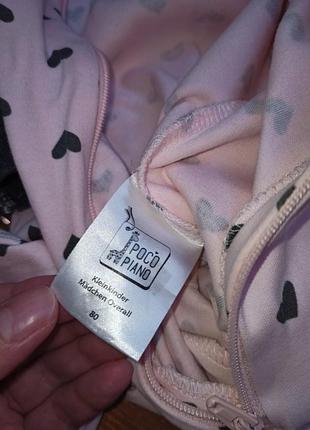 POCO
PIANO
Kleinkinder
Mädchen Overall
80